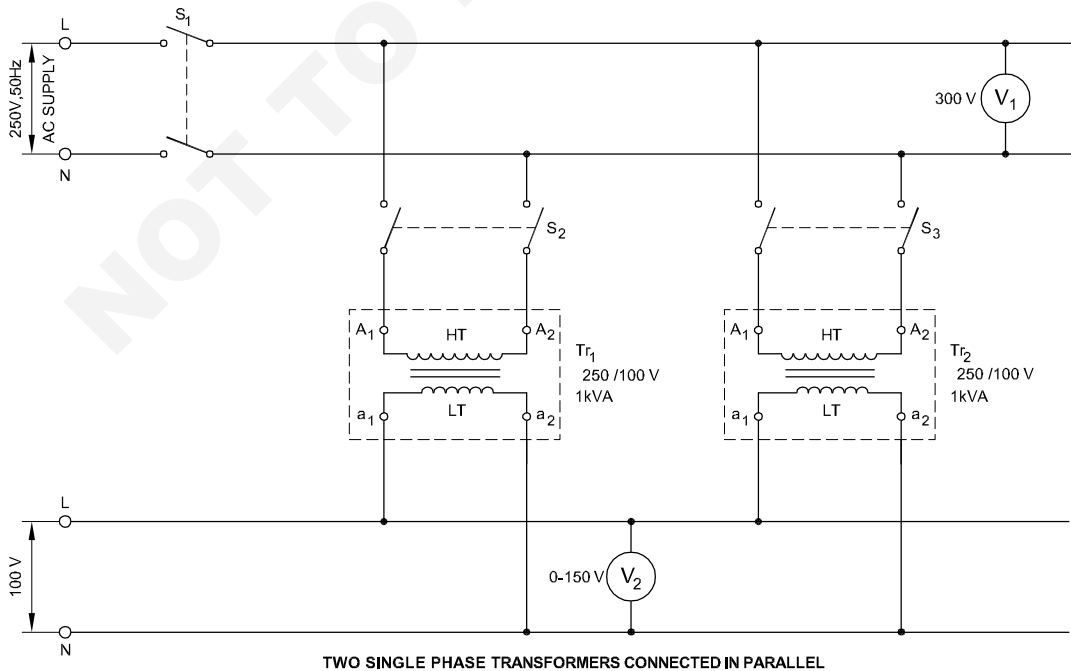 L
S1
250V,50Hz
AC SUPPLY
N
300 V
V1
S2
S3
A1
HT
A2
Tr1
250 /100 V
1kVA
a1
LT
a2
A1
HT
A2
Tr2
250 /100 V
1kVA
a1
LT
a2
L
100 V
0-150 V
V2
N
TWO SINGLE PHASE TRANSFORMERS CONNECTED IN PARALLEL
NOT TO